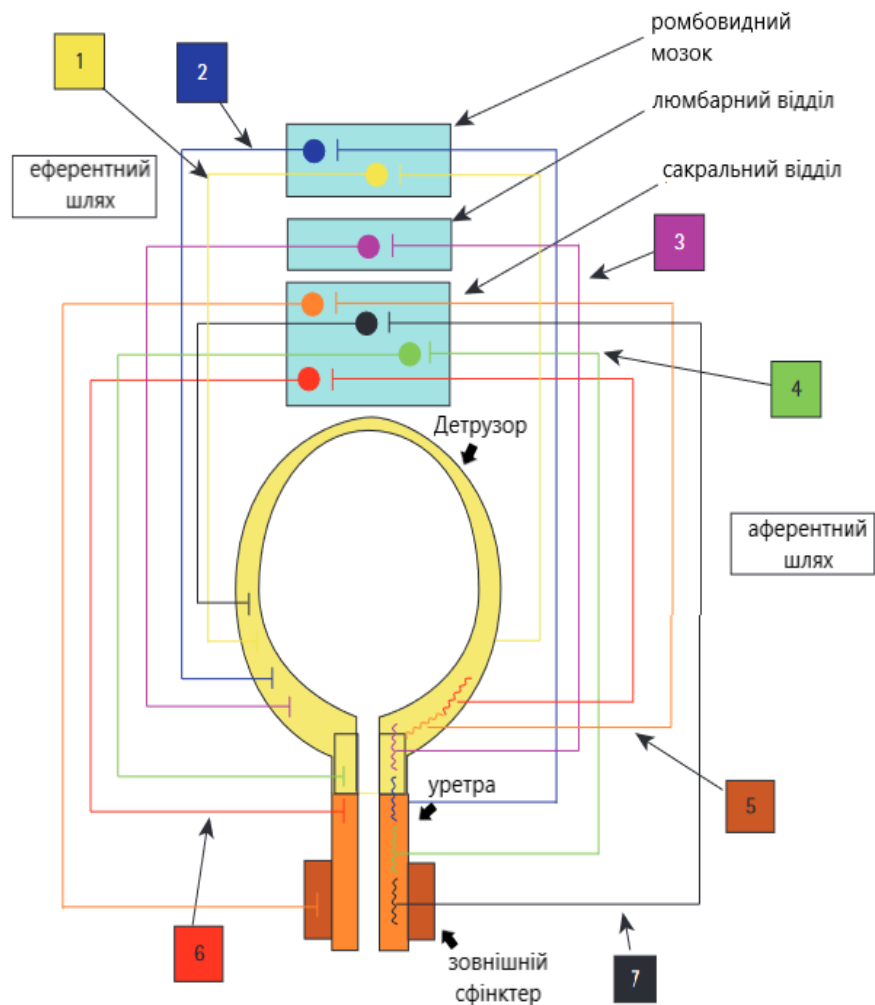 ромбовидний
мозок
1
2
люмбарний відділ
еферентний
шлях
сакральний відділ
3
4
Детрузор
аферентний
шлях
уретра
5
6
зовнішній
сфінктер
7